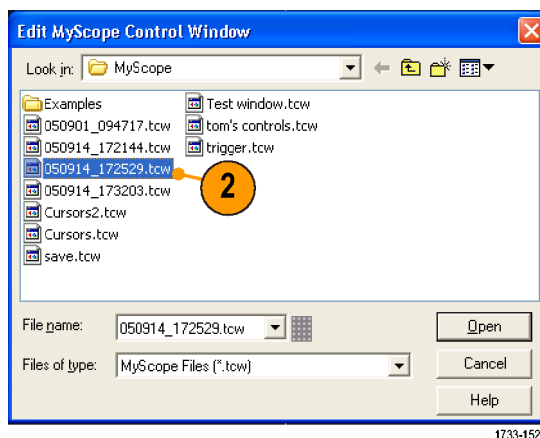 Edit MyScope Control Window
Look in: MyScope
Examples
050901_094717.tcw
050914_172144.tcw
050914_172529.tcw
050914_173203.tcw
Cursors2.tcw
Cursors.tcw
save.tcw
Test window.tcw
tom's controls.tcw
trigger.tcw
2
File name: 050914_172529.tcw Open
Files of type: MyScope Files (*.tcw) Cancel
Help
1733-152